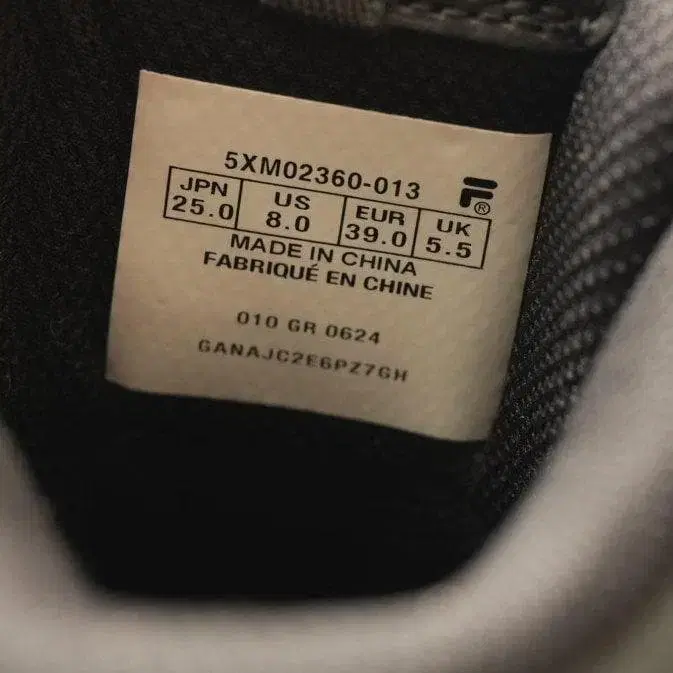 5XM02360-013
JPN US EUR UK
25.0 8.0 39.0 5.5
MADE IN CHINA
FABRIQUÉ EN CHINE
010 GR 0624
GANAJC2E6PZ7GH